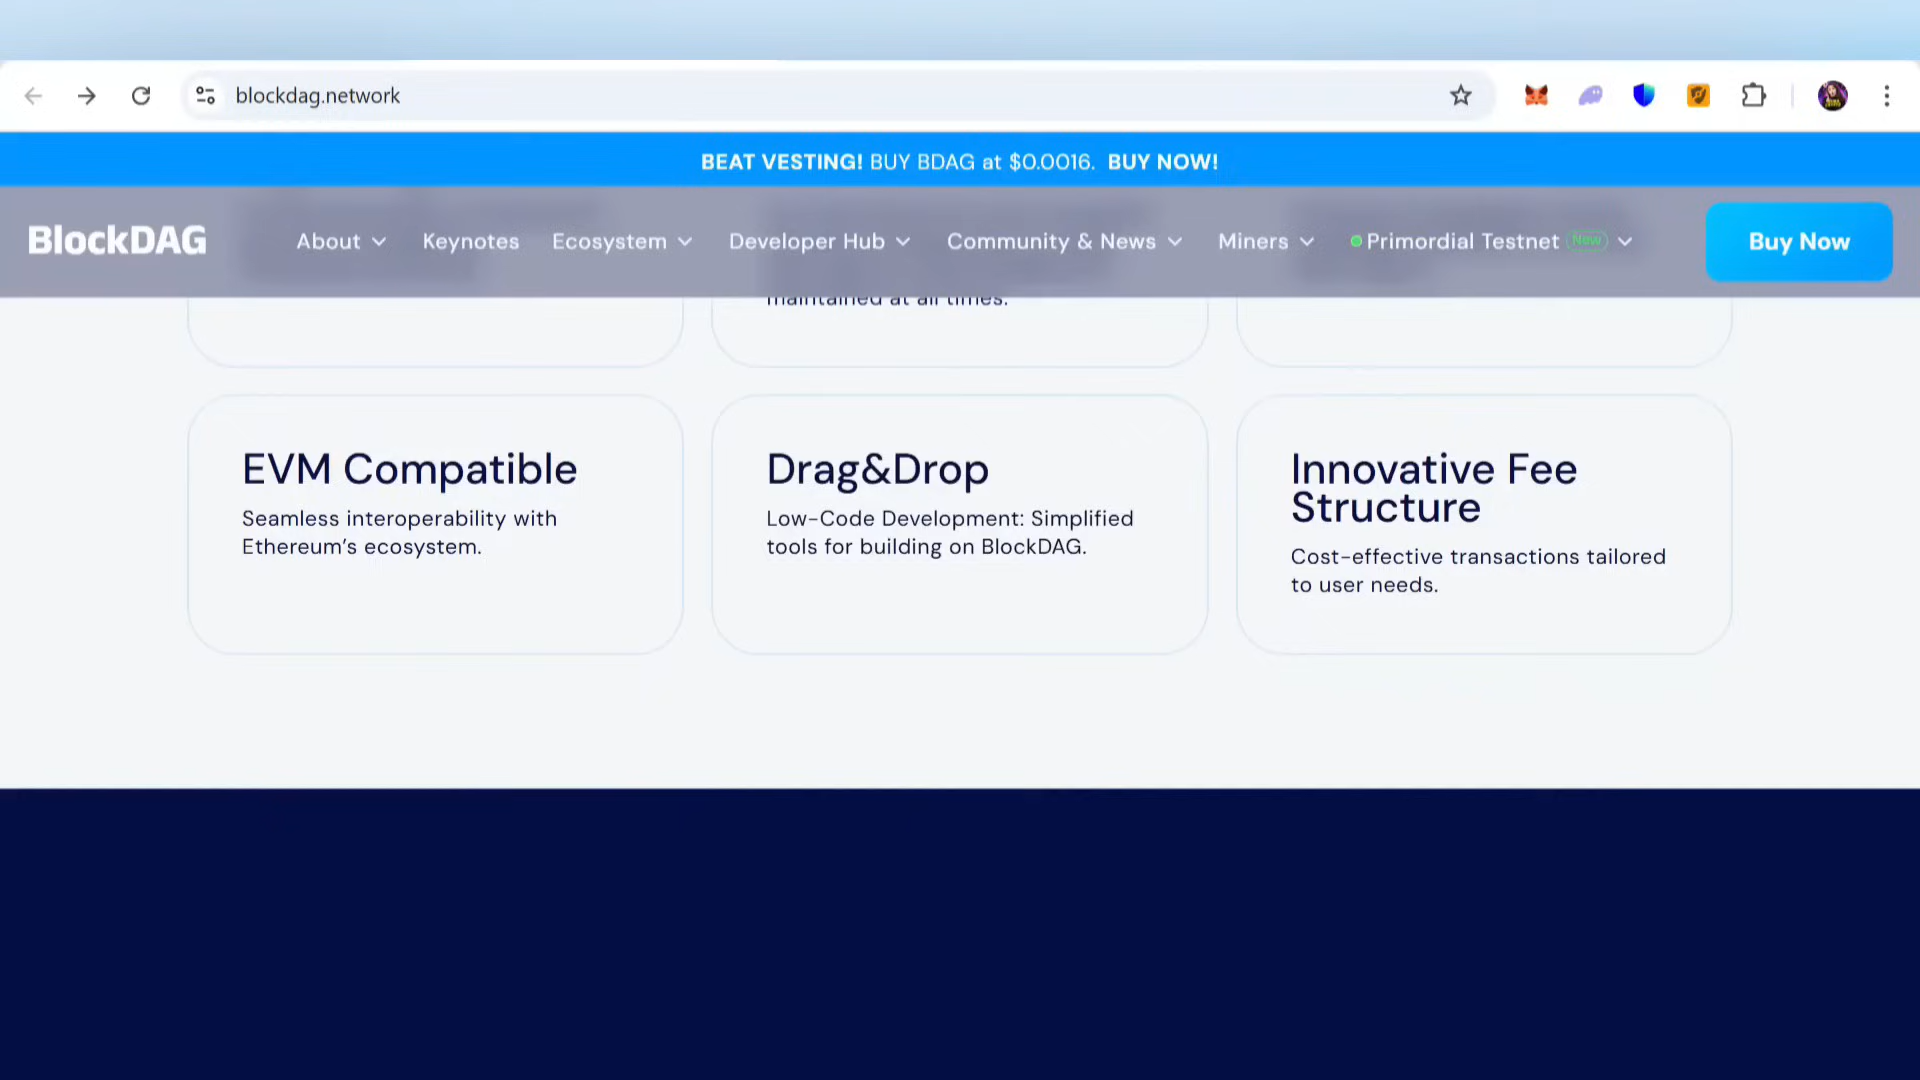 blockdag.network
BEAT VESTING! BUY BDAG at $0.0016. BUY NOW!
BlockDAG
About
Keynotes
Ecosystem
Developer Hub
Community & News
Miners
Primordial Testnet New
Buy Now
maintained at all times.
EVM Compatible
Seamless interoperability with
Ethereum’s ecosystem.
Drag&Drop
Low-Code Development: Simplified
tools for building on BlockDAG.
Innovative Fee
Structure
Cost-effective transactions tailored
to user needs.